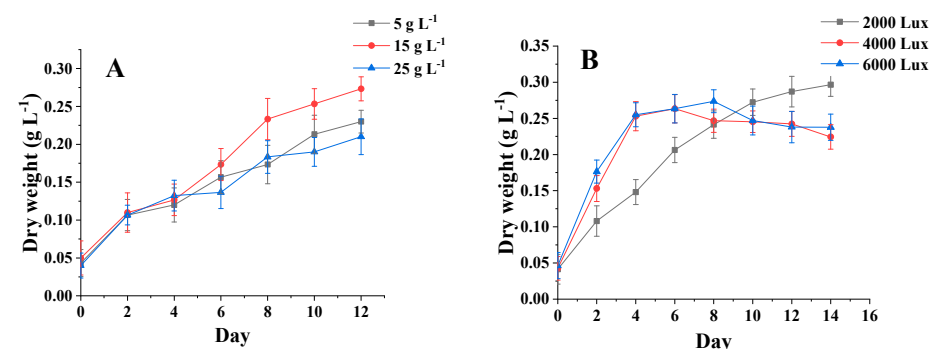 5 g L⁻¹
15 g L⁻¹
25 g L⁻¹
A
0.30
0.25
0.20
0.15
0.10
0.05
0.00
Dry weight (g L⁻¹)
0 2 4 6 8 10 12
Day
2000 Lux
4000 Lux
6000 Lux
B
0.35
0.30
0.25
0.20
0.15
0.10
0.05
0.00
Dry weight (g L⁻¹)
0 2 4 6 8 10 12 14 16
Day